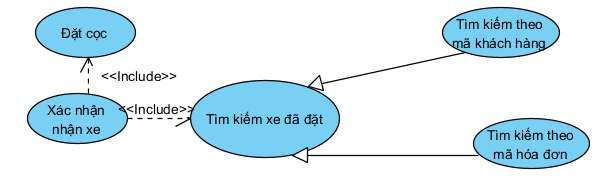 Đặt cọc
<<Include>>
Xác nhận
nhận xe
<<Include>>
Tìm kiếm xe đã đặt
Tìm kiếm theo
mã khách hàng
Tìm kiếm theo
mã hóa đơn